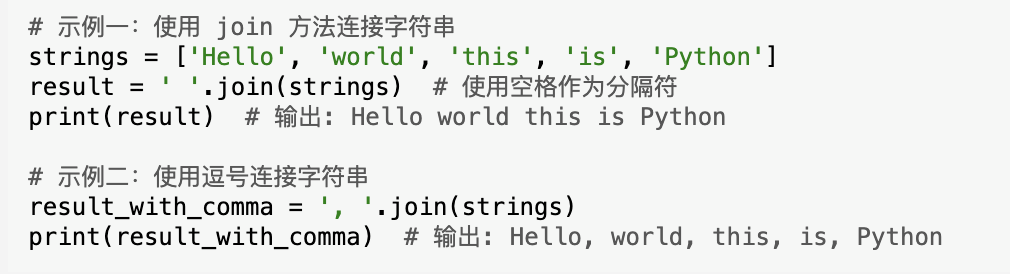 # 示例一：使用 join 方法连接字符串
strings = ['Hello', 'world', 'this', 'is', 'Python']
result = ' '.join(strings)  # 使用空格作为分隔符
print(result)  # 输出: Hello world this is Python

# 示例二：使用逗号连接字符串
result_with_comma = ', '.join(strings)
print(result_with_comma)  # 输出: Hello, world, this, is, Python